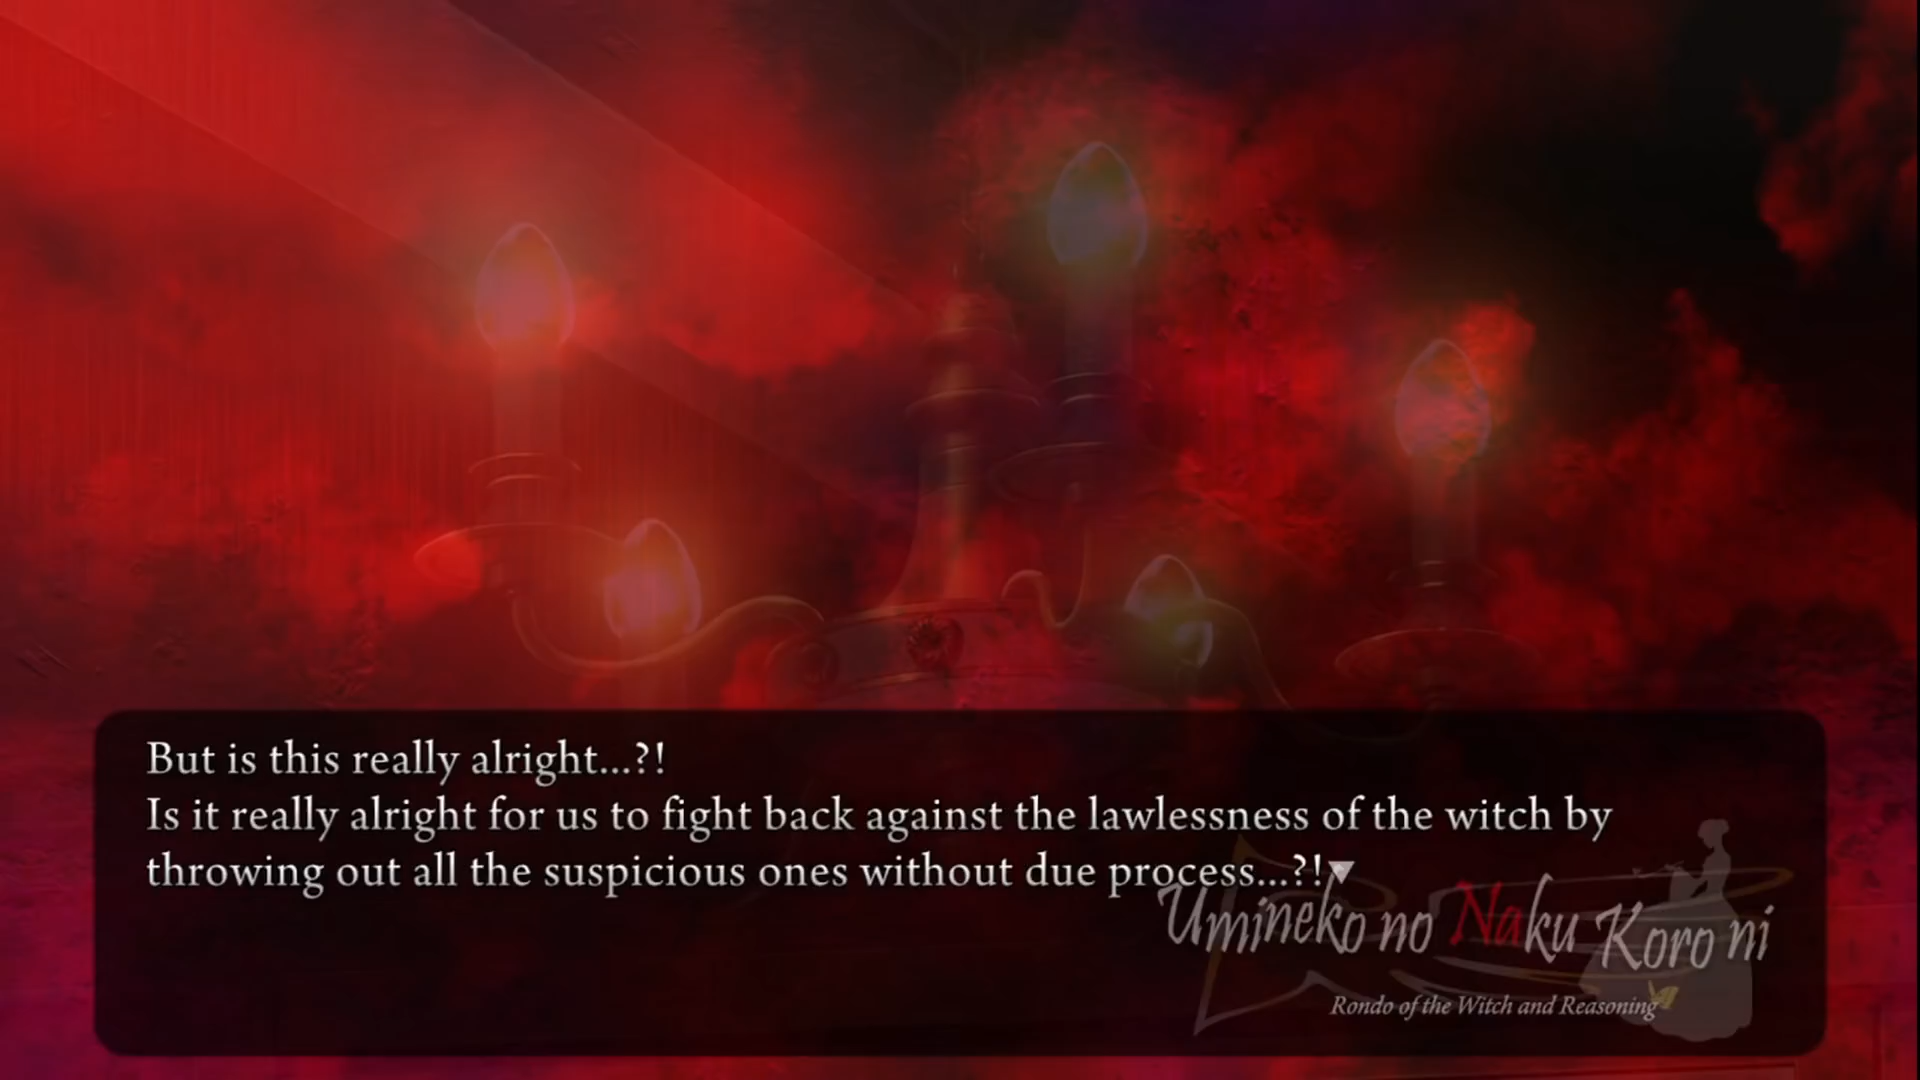 But is this really alright...?!
Is it really alright for us to fight back against the lawlessness of the witch by
throwing out all the suspicious ones without due process...?!
Umineko no Naku Koro ni
Rondo of the Witch and Reasoning